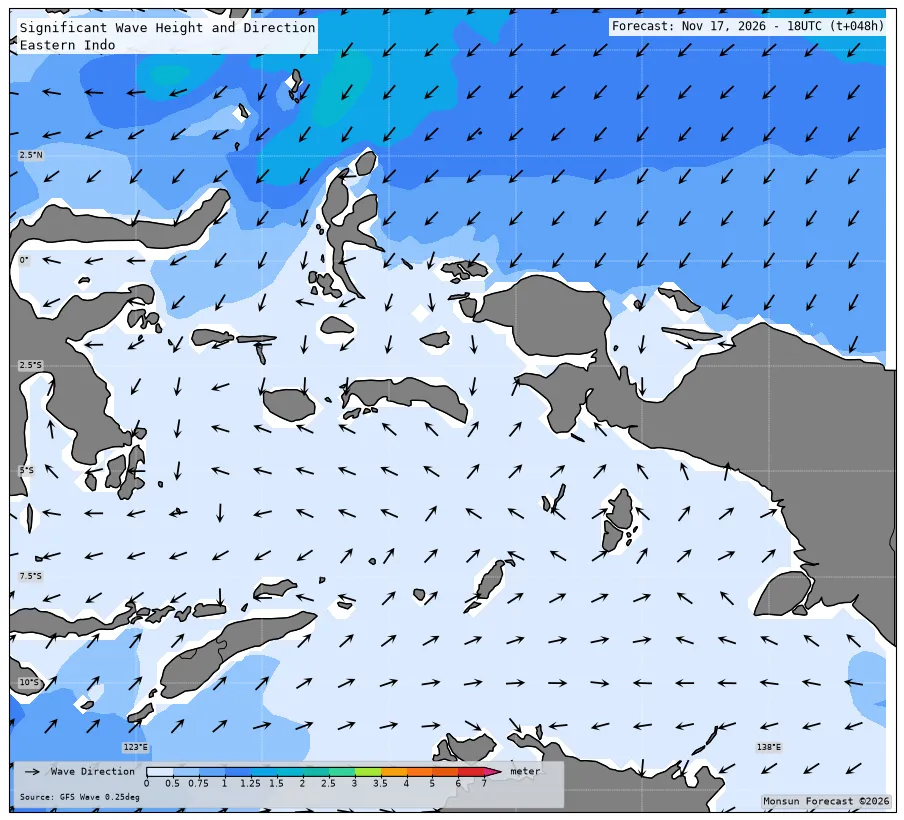 Significant Wave Height and Direction
Eastern Indo
Forecast: Nov 17, 2026 - 18UTC (t+048h)
2.5°N
0°
2.5°S
5°S
7.5°S
10°S
123°E
138°E
Wave Direction
meter
0 0.5 0.75 1 1.25 1.5 2 2.5 3 3.5 4 5 6 7
Source: GFS Wave 0.25deg
Monsun Forecast ©2026